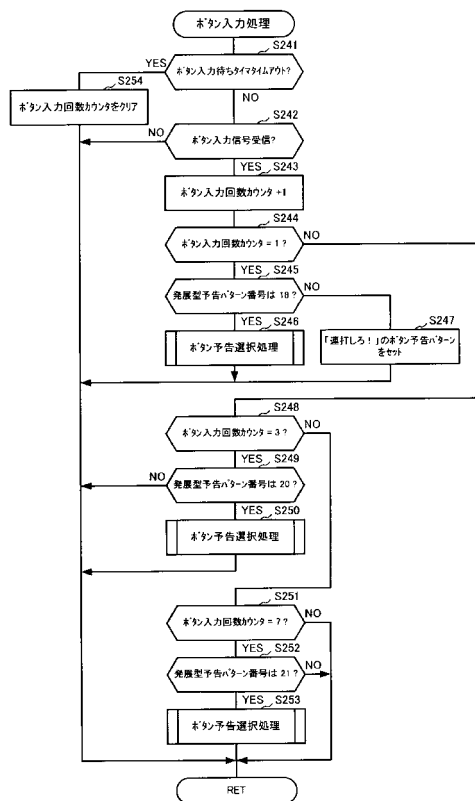 ボタン入力処理
S241
ボタン入力待ちタイマタイムアウト?
YES
S254
ボタン入力回数カウンタをクリア
NO
S242
ボタン入力信号受信?
NO
YES
S243
ボタン入力回数カウンタ +1
S244
ボタン入力回数カウンタ = 1 ?
NO
YES
S245
発展型予告パターン番号は 18 ?
NO
YES
S246
ボタン予告選択処理
S247
「連打しろ!」のボタン予告パターン
をセット
S248
ボタン入力回数カウンタ = 3 ?
NO
YES
S249
発展型予告パターン番号は 20 ?
NO
YES
S250
ボタン予告選択処理
S251
ボタン入力回数カウンタ = 7 ?
NO
YES
S252
発展型予告パターン番号は 21 ?
NO
YES
S253
ボタン予告選択処理
RET